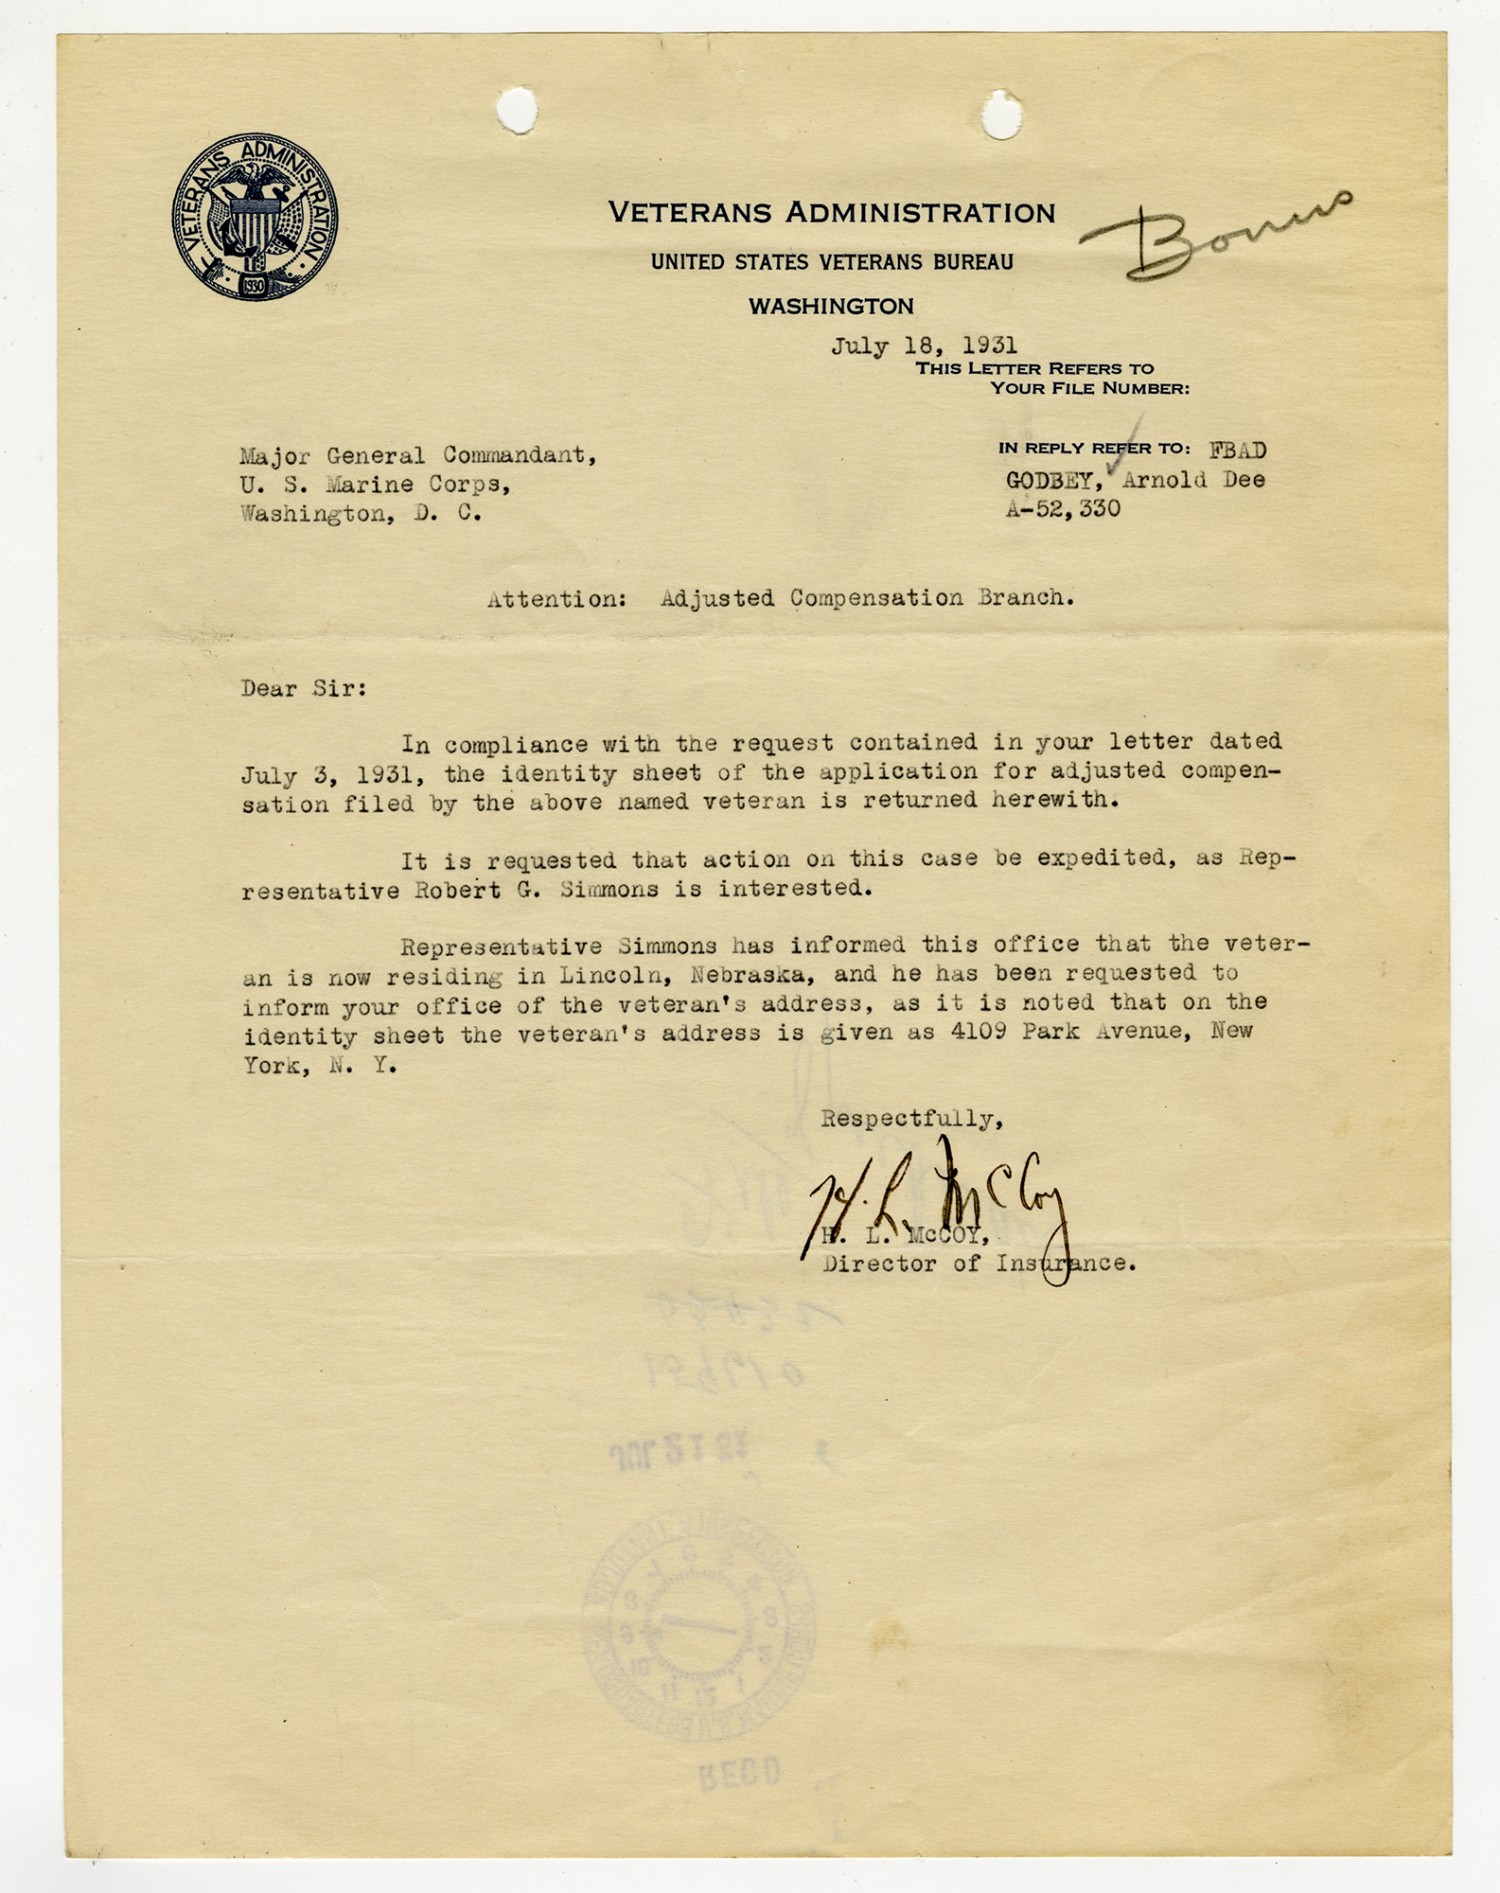 VETERANS ADMINISTRATION
1930
VETERANS ADMINISTRATION
Bonus
UNITED STATES VETERANS BUREAU
WASHINGTON
July 18, 1931
THIS LETTER REFERS TO
YOUR FILE NUMBER:
Major General Commandant,
U. S. Marine Corps,
Washington, D. C.
IN REPLY REFER TO: FBAD
GODBEY, Arnold Dee
A-52,330
Attention: Adjusted Compensation Branch.
Dear Sir:
In compliance with the request contained in your letter dated
July 3, 1931, the identity sheet of the application for adjusted compen-
sation filed by the above named veteran is returned herewith.
It is requested that action on this case be expedited, as Rep-
resentative Robert G. Simmons is interested.
Representative Simmons has informed this office that the veter-
an is now residing in Lincoln, Nebraska, and he has been requested to
inform your office of the veteran's address, as it is noted that on the
identity sheet the veteran's address is given as 4109 Park Avenue, New
York, N. Y.
Respectfully,
H. L. McCoy
H. L. McCOY,
Director of Insurance.
JUL 21 31
RECD